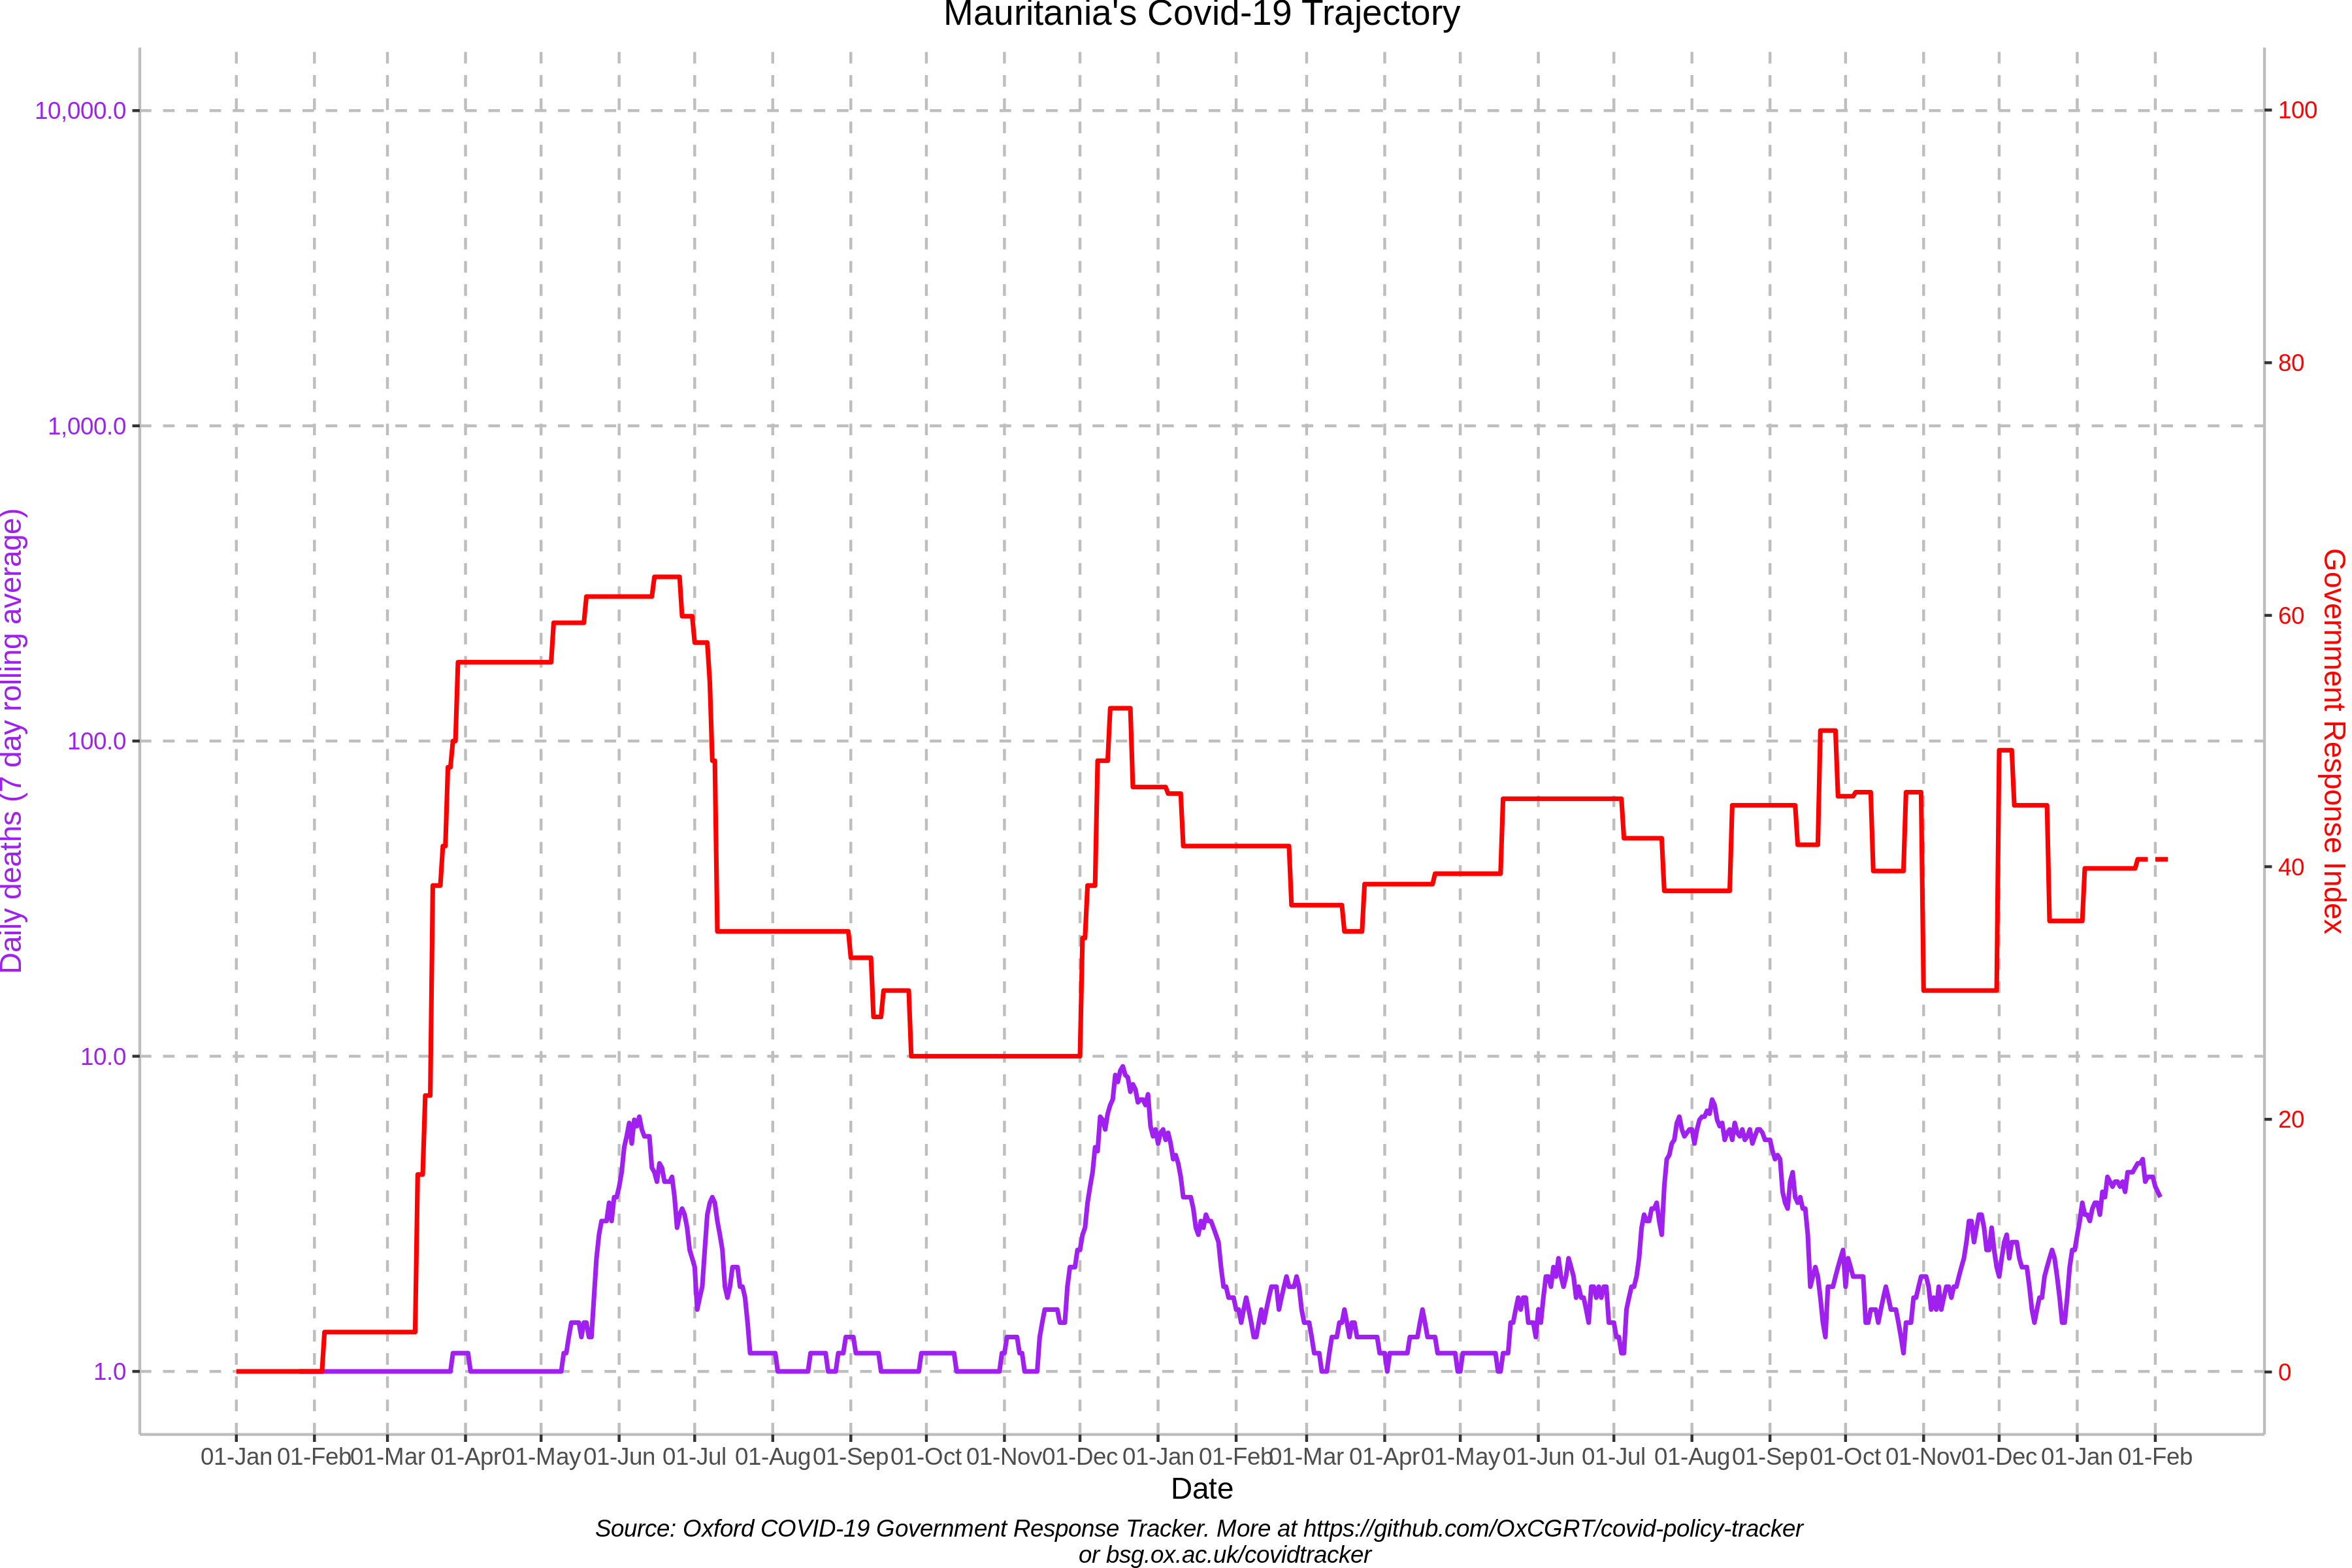 Mauritania's Covid-19 Trajectory
10,000.0
1,000.0
100.0
10.0
1.0
Daily deaths (7 day rolling average)
100
80
60
40
20
0
Government Response Index
01-Jan 01-Feb 01-Mar 01-Apr 01-May 01-Jun 01-Jul 01-Aug 01-Sep 01-Oct 01-Nov 01-Dec 01-Jan 01-Feb 01-Mar 01-Apr 01-May 01-Jun 01-Jul 01-Aug 01-Sep 01-Oct 01-Nov 01-Dec 01-Jan 01-Feb
Date
Source: Oxford COVID-19 Government Response Tracker. More at https://github.com/OxCGRT/covid-policy-tracker
or bsg.ox.ac.uk/covidtracker